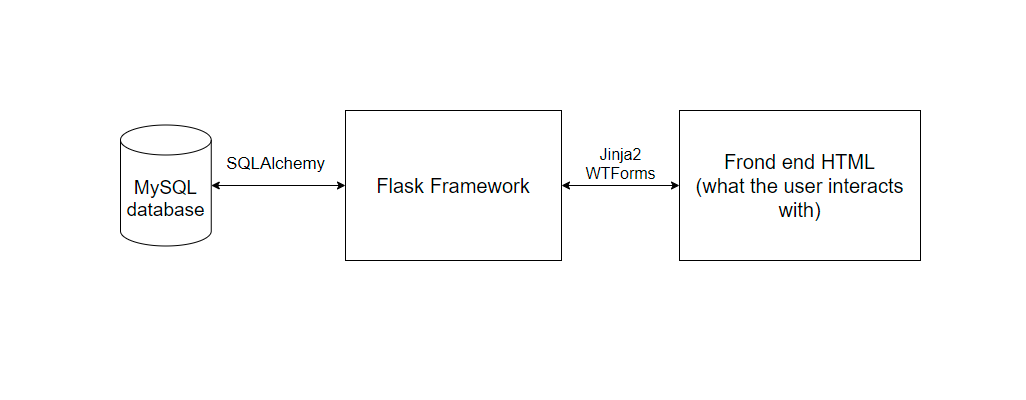 MySQL
database
SQLAlchemy
Flask Framework
Jinja2
WTForms
Frond end HTML
(what the user interacts
with)